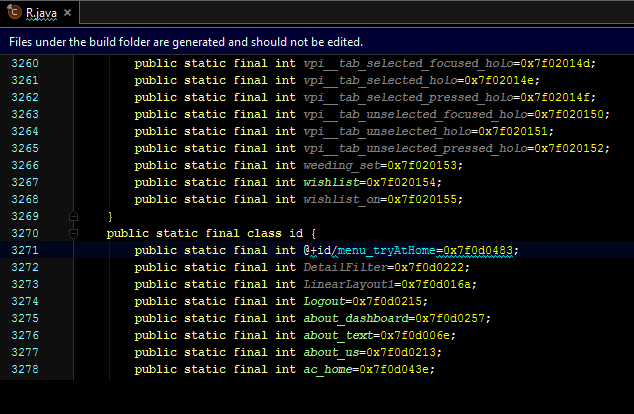 R.java ×
Files under the build folder are generated and should not be edited.
3260 public static final int vpi__tab_selected_focused_holo=0x7f02014d;
3261 public static final int vpi__tab_selected_holo=0x7f02014e;
3262 public static final int vpi__tab_selected_pressed_holo=0x7f02014f;
3263 public static final int vpi__tab_unselected_focused_holo=0x7f020150;
3264 public static final int vpi__tab_unselected_holo=0x7f020151;
3265 public static final int vpi__tab_unselected_pressed_holo=0x7f020152;
3266 public static final int weeding_set=0x7f020153;
3267 public static final int wishlist=0x7f020154;
3268 public static final int wishlist_on=0x7f020155;
3269 }
3270 public static final class id {
3271 public static final int @+id/menu_tryAtHome=0x7f0d0483;
3272 public static final int DetailFilter=0x7f0d0222;
3273 public static final int LinearLayout1=0x7f0d016a;
3274 public static final int Logout=0x7f0d0215;
3275 public static final int about_dashboard=0x7f0d0257;
3276 public static final int about_text=0x7f0d006e;
3277 public static final int about_us=0x7f0d0213;
3278 public static final int ac_home=0x7f0d043e;